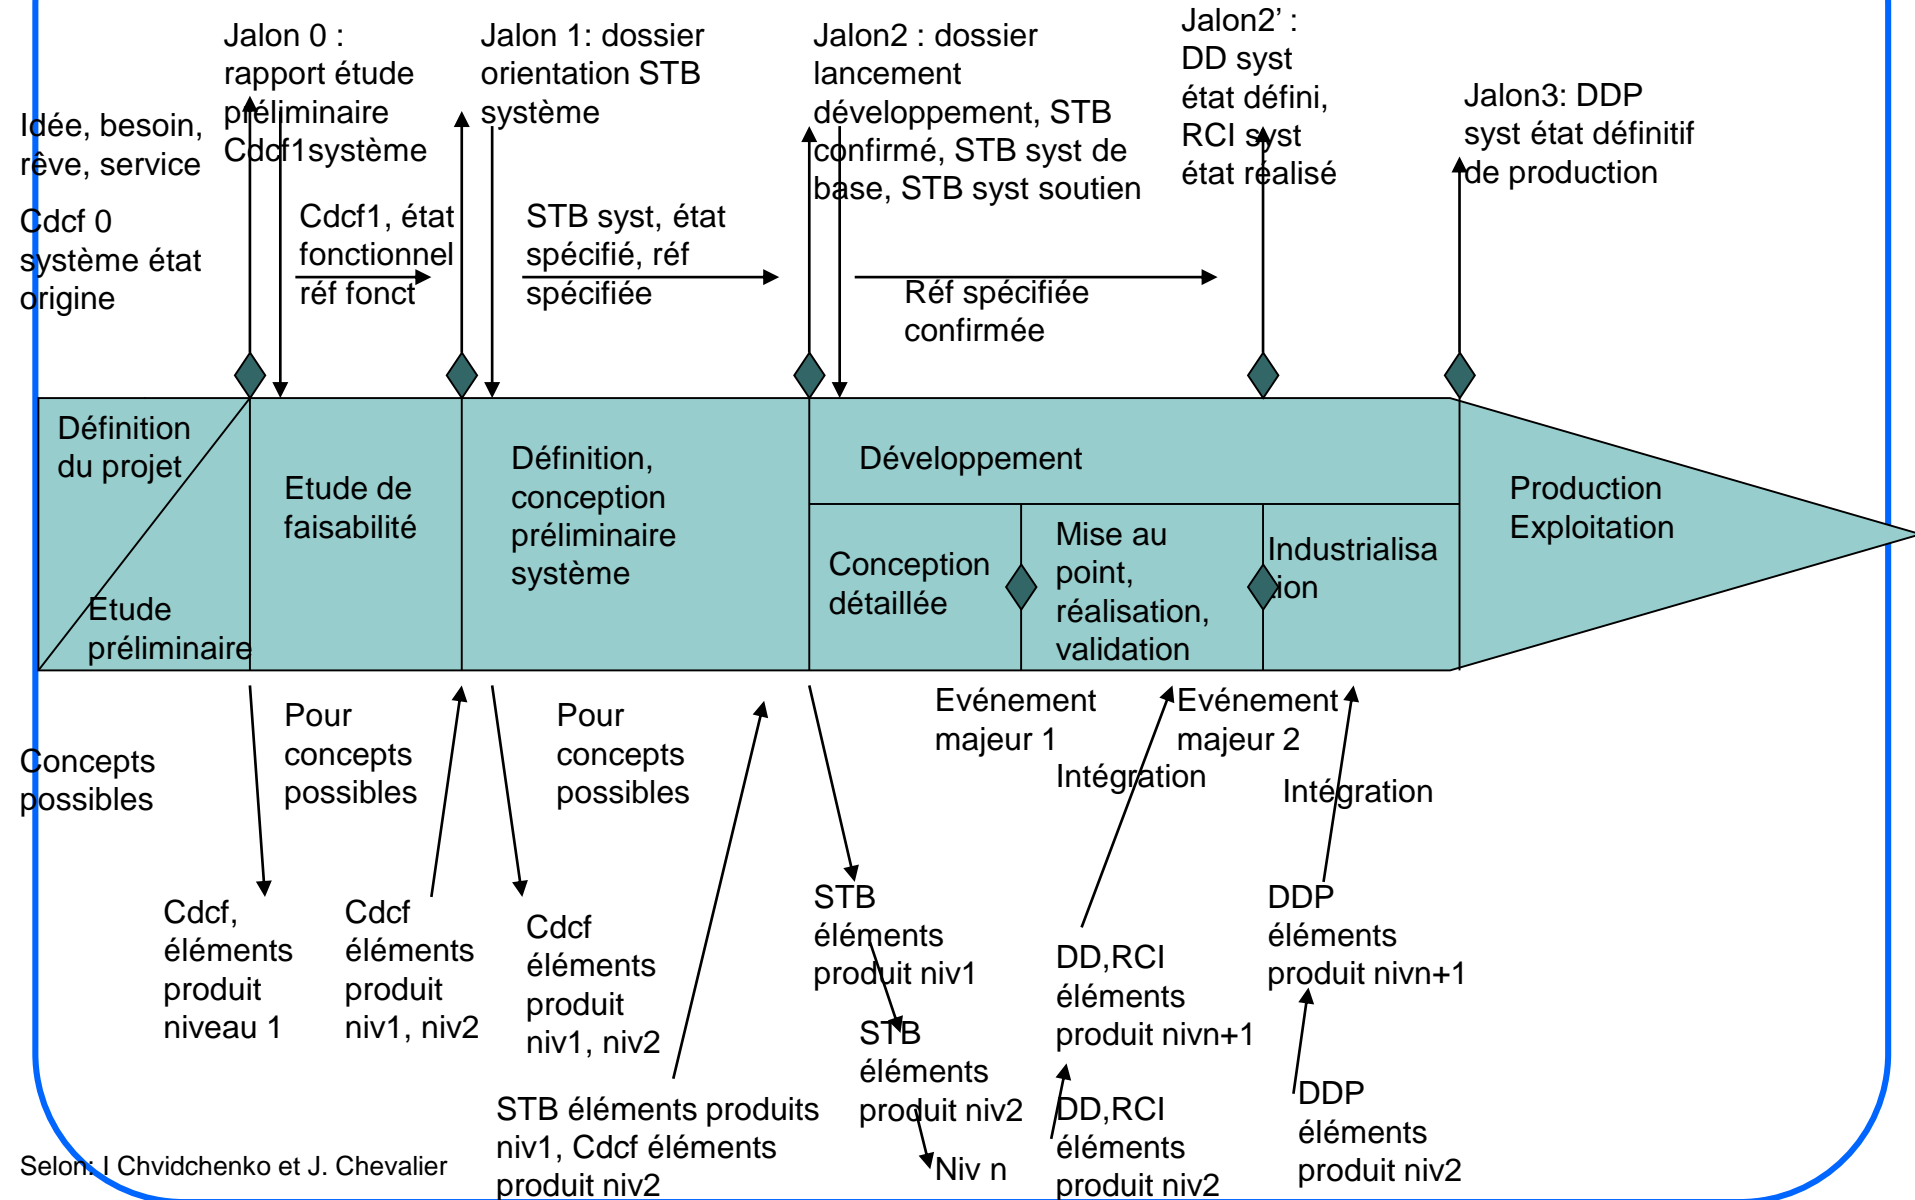 Jalon 0 :
rapport étude
préliminaire
Cdcf1système
Jalon 1: dossier
orientation STB
système
Jalon2 : dossier
lancement
développement, STB
confirmé, STB syst de
base, STB syst soutien
Jalon2’ :
DD syst
état défini,
RCI syst
état réalisé
Jalon3: DDP
syst état définitif
de production
Idée, besoin,
rêve, service
Cdcf 0
système état
origine
Cdcf1, état
fonctionnel
réf fonct
STB syst, état
spécifié, réf
spécifiée
Réf spécifiée
confirmée
Définition
du projet
Etude
préliminaire
Etude de
faisabilité
Définition,
conception
préliminaire
système
Développement
Conception
détaillée
Mise au
point,
réalisation,
validation
Industrialisa
tion
Production
Exploitation
Concepts
possibles
Pour
concepts
possibles
Pour
concepts
possibles
Evénement
majeur 1
Intégration
Evénement
majeur 2
Intégration
Cdcf,
éléments
produit
niveau 1
Cdcf
éléments
produit
niv1, niv2
Cdcf
éléments
produit
niv1, niv2
STB éléments produits
niv1, Cdcf éléments
produit niv2
STB
éléments
produit niv1
STB
éléments
produit niv2
Niv n
DD,RCI
éléments
produit nivn+1
DD,RCI
éléments
produit niv2
DDP
éléments
produit nivn+1
DDP
éléments
produit niv2
Selon: I Chvidchenko et J. Chevalier